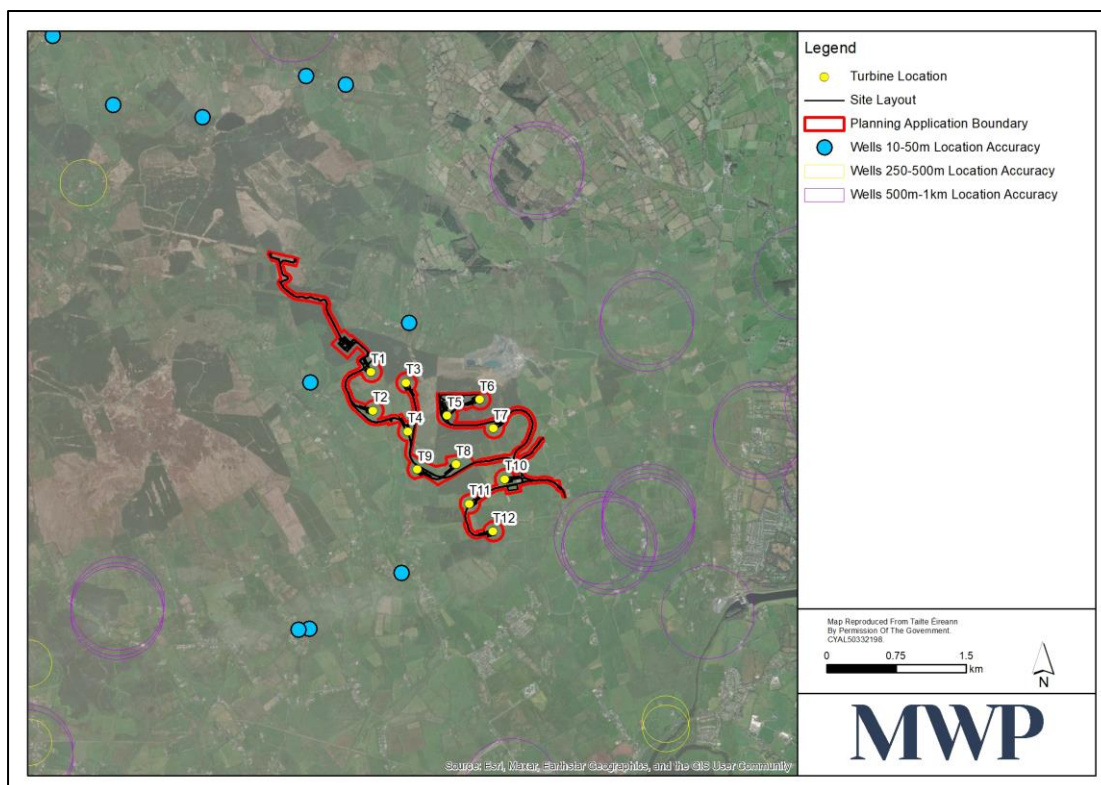 Legend
Turbine Location
Site Layout
Planning Application Boundary
Wells 10-50m Location Accuracy
Wells 250-500m Location Accuracy
Wells 500m-1km Location Accuracy
T1
T3
T2
T6
T5
T7
T4
T8
T9
T10
T11
T12
Map Reproduced From Tailte Éireann
By Permission Of The Government.
CYAL50332198.
0 0.75 1.5
km
N
MWP
Source: Esri, Maxar, Earthstar Geographics, and the GIS User Community